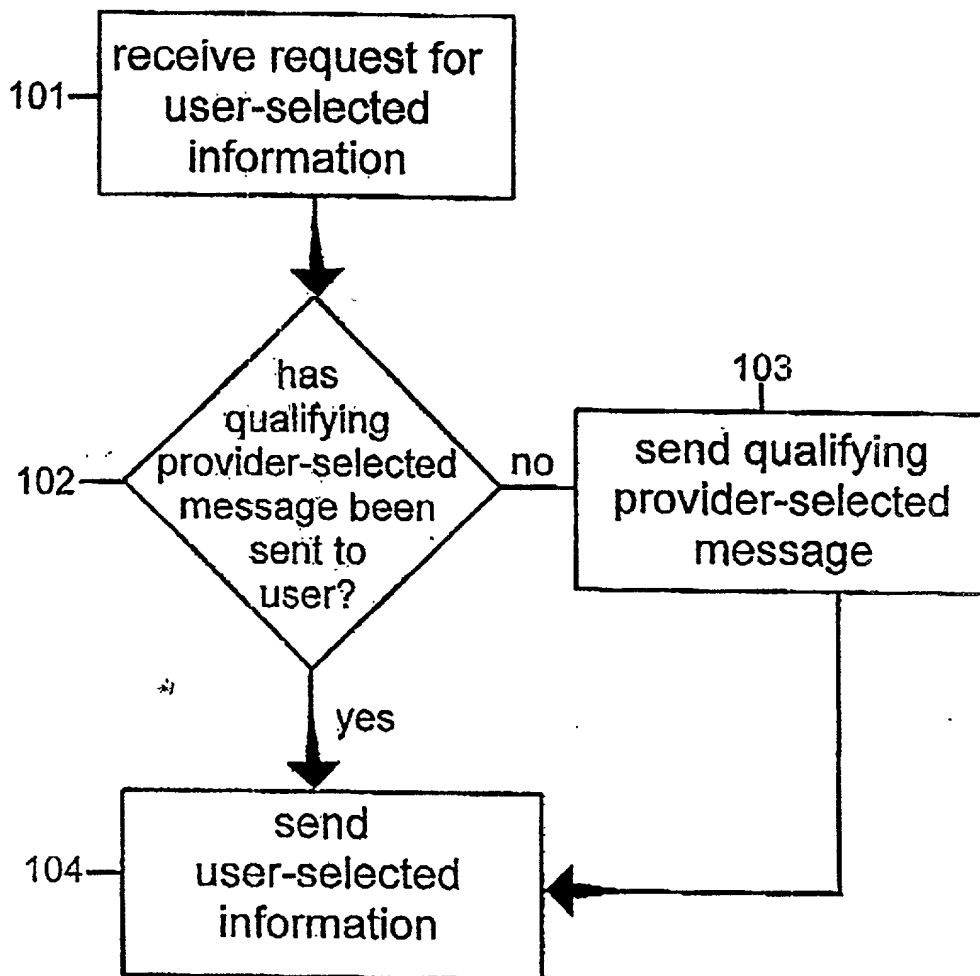 receive request for
user-selected
information
101
has
qualifying
provider-selected
message been
sent to
user?
102
no
103
send qualifying
provider-selected
message
yes
send
user-selected
information
104